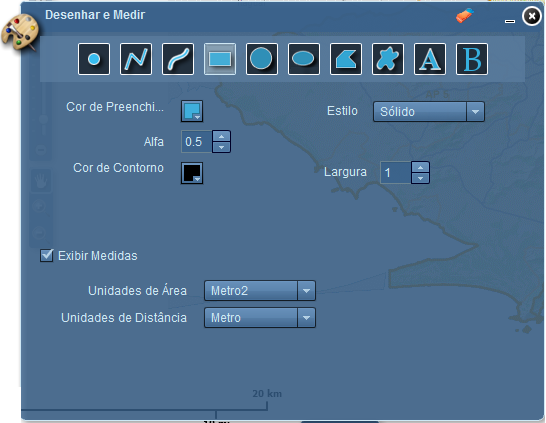 Desenhar e Medir
A B
Cor de Preenchi... Estilo Sólido
Alfa 0.5
Cor de Contorno Largura 1
Exibir Medidas
Unidades de Área Metro2
Unidades de Distância Metro
20 km